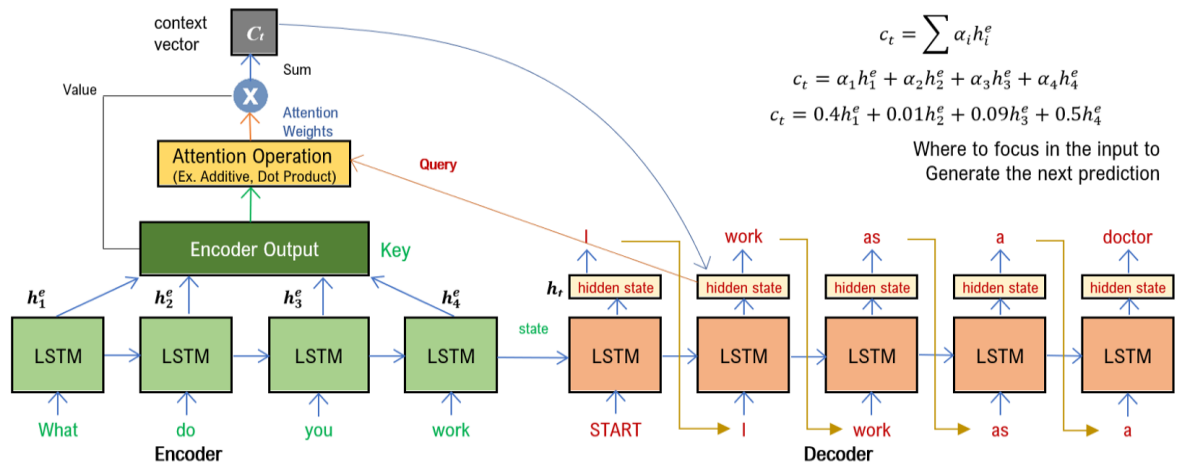 context
vector
Cₜ
Sum
Value
X
Attention
Weights
Attention Operation
(Ex. Additive, Dot Product)
Query
Encoder Output
Key
cₜ = ∑ αᵢhᵢᵉ
cₜ = α₁h₁ᵉ + α₂h₂ᵉ + α₃h₃ᵉ + α₄h₄ᵉ
cₜ = 0.4h₁ᵉ + 0.01h₂ᵉ + 0.09h₃ᵉ + 0.5h₄ᵉ
Where to focus in the input to
Generate the next prediction
I work as a doctor
h₁ᵉ h₂ᵉ h₃ᵉ h₄ᵉ
hₜ hidden state hidden state hidden state hidden state hidden state
state
LSTM LSTM LSTM LSTM LSTM LSTM LSTM LSTM LSTM
What do you work START I work as a
Encoder Decoder